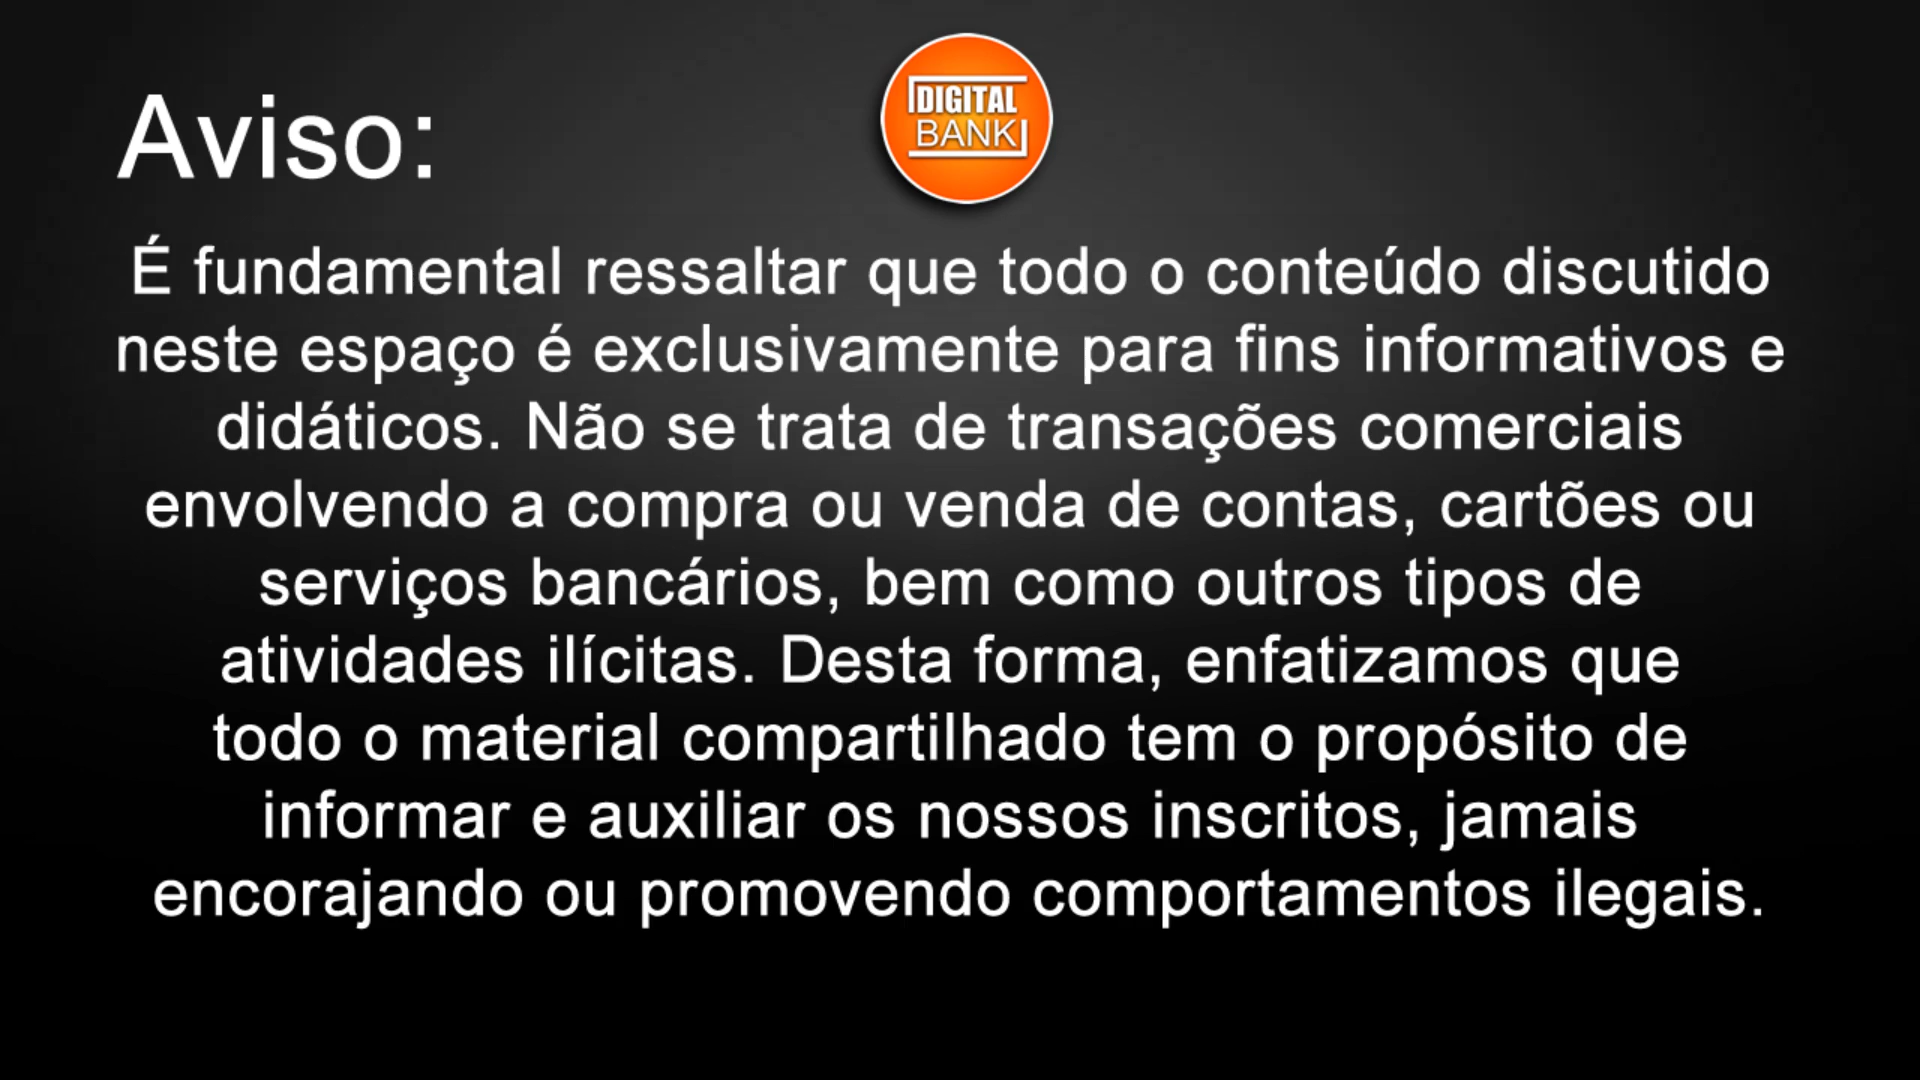 DIGITAL
BANK
Aviso:
É fundamental ressaltar que todo o conteúdo discutido
neste espaço é exclusivamente para fins informativos e
didáticos. Não se trata de transações comerciais
envolvendo a compra ou venda de contas, cartões ou
serviços bancários, bem como outros tipos de
atividades ilícitas. Desta forma, enfatizamos que
todo o material compartilhado tem o propósito de
informar e auxiliar os nossos inscritos, jamais
encorajando ou promovendo comportamentos ilegais.